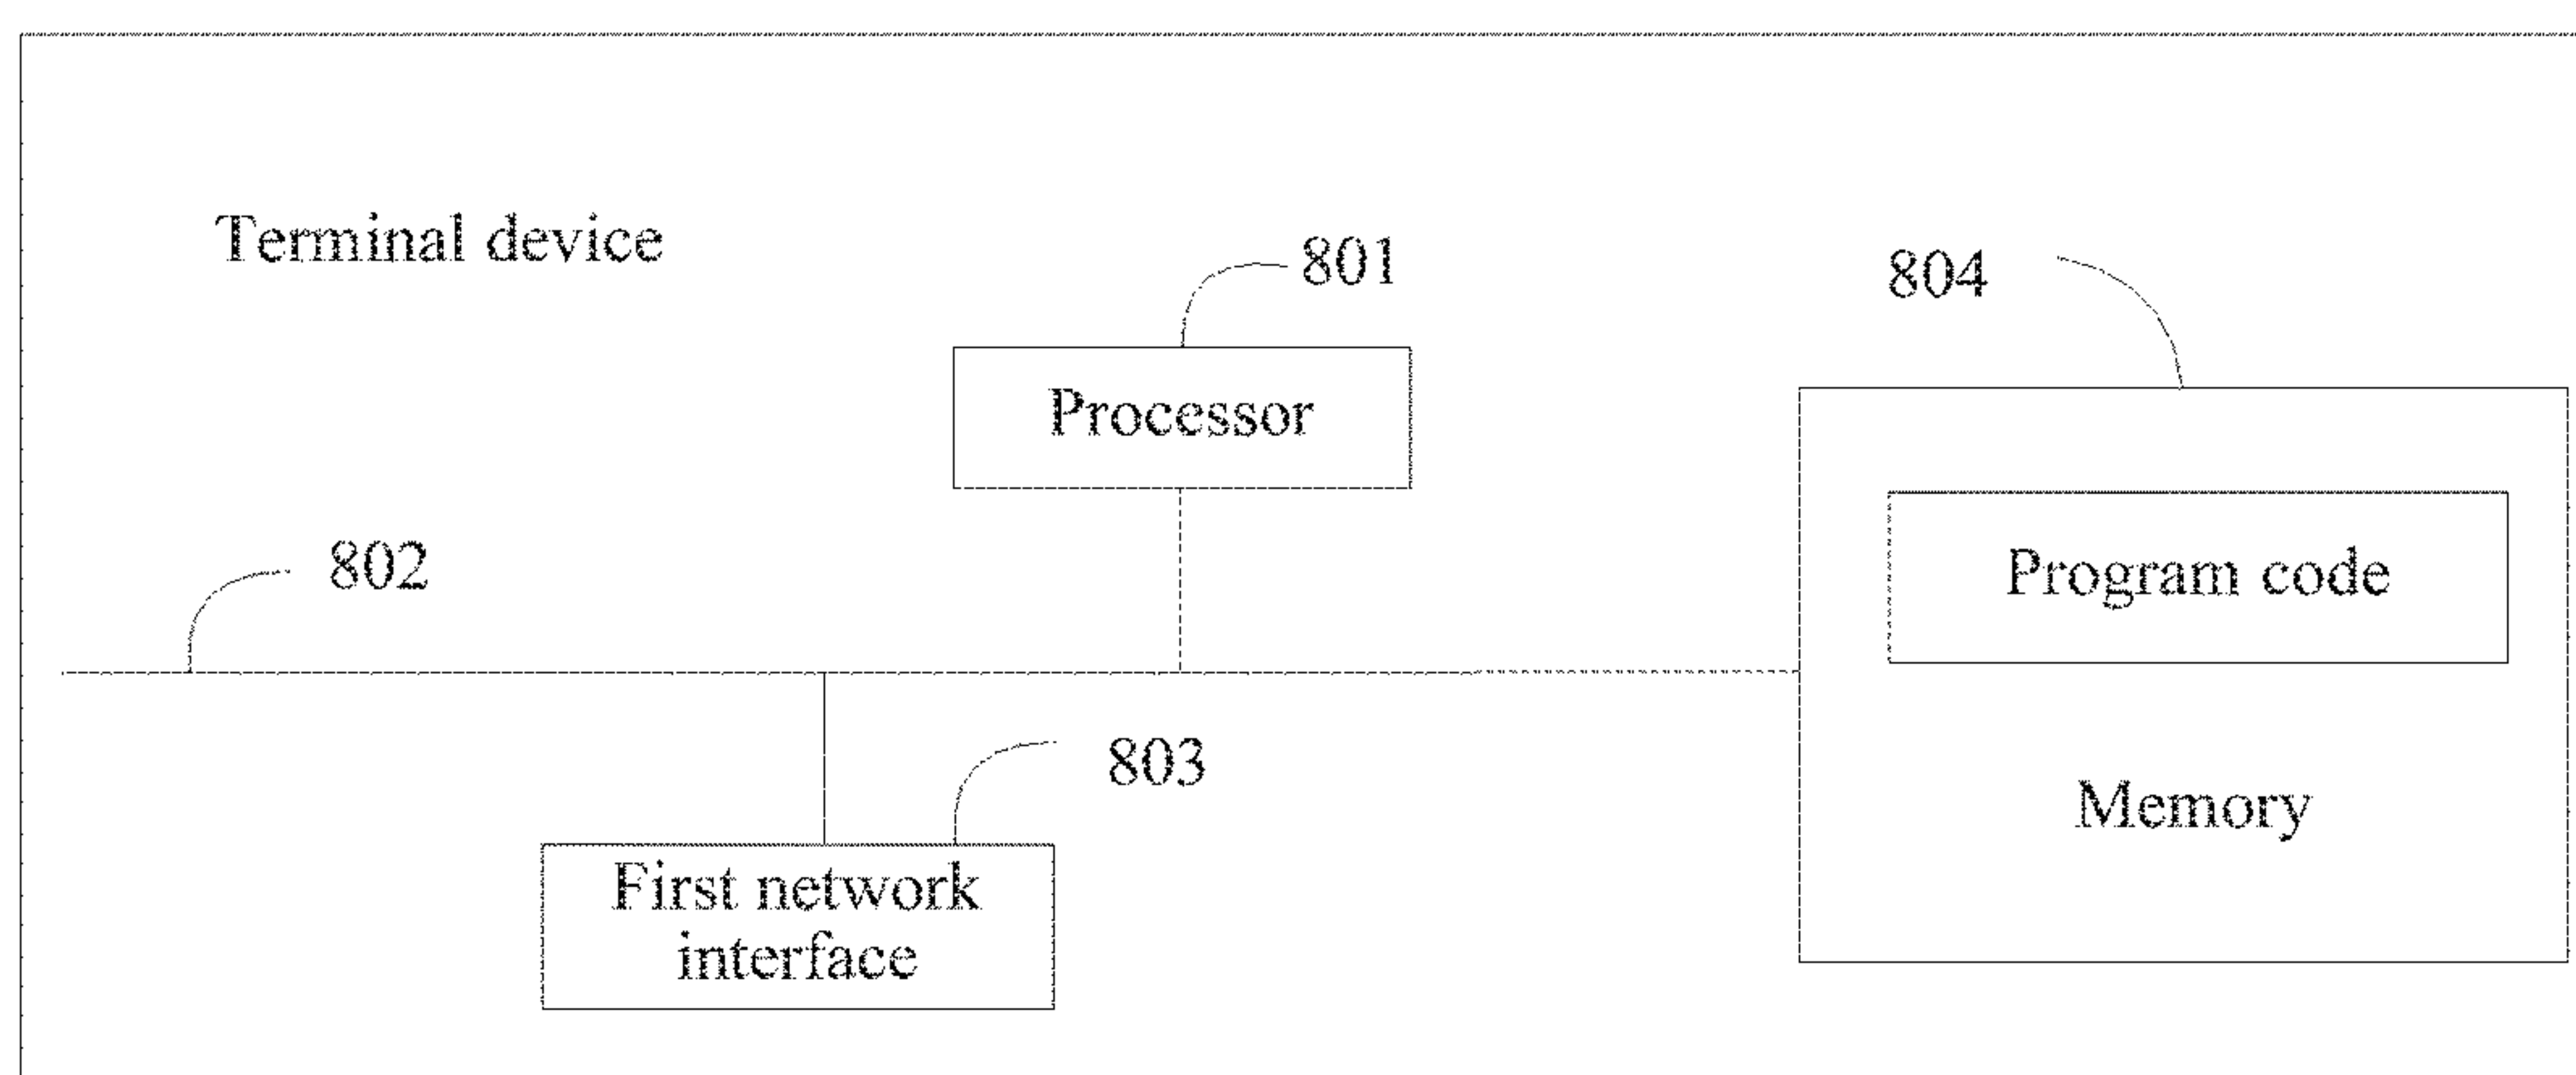 Terminal device
801
804
Processor
802
Program code
803
Memory
First network
interface